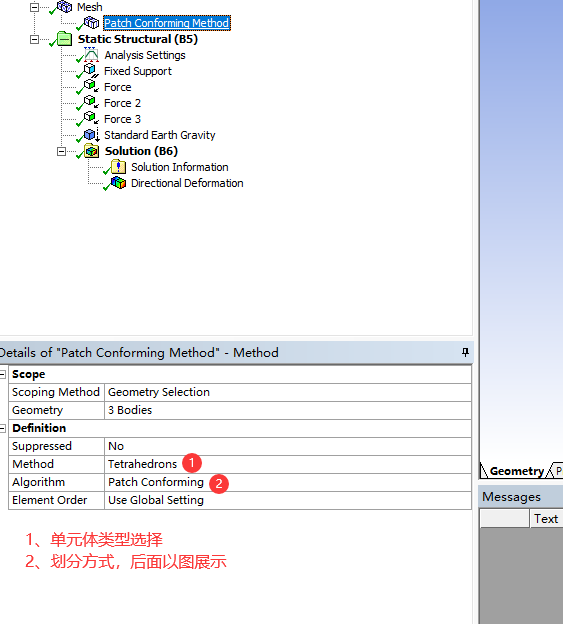 Mesh
Patch Conforming Method
Static Structural (B5)
Analysis Settings
Fixed Support
Force
Force 2
Force 3
Standard Earth Gravity
Solution (B6)
Solution Information
Directional Deformation
Details of "Patch Conforming Method" - Method
Scope
Scoping Method Geometry Selection
Geometry 3 Bodies
Definition
Suppressed No
Method Tetrahedrons 1
Algorithm Patch Conforming 2
Element Order Use Global Setting
Geometry P
Messages
Text
1、单元体类型选择
2、划分方式，后面以图展示